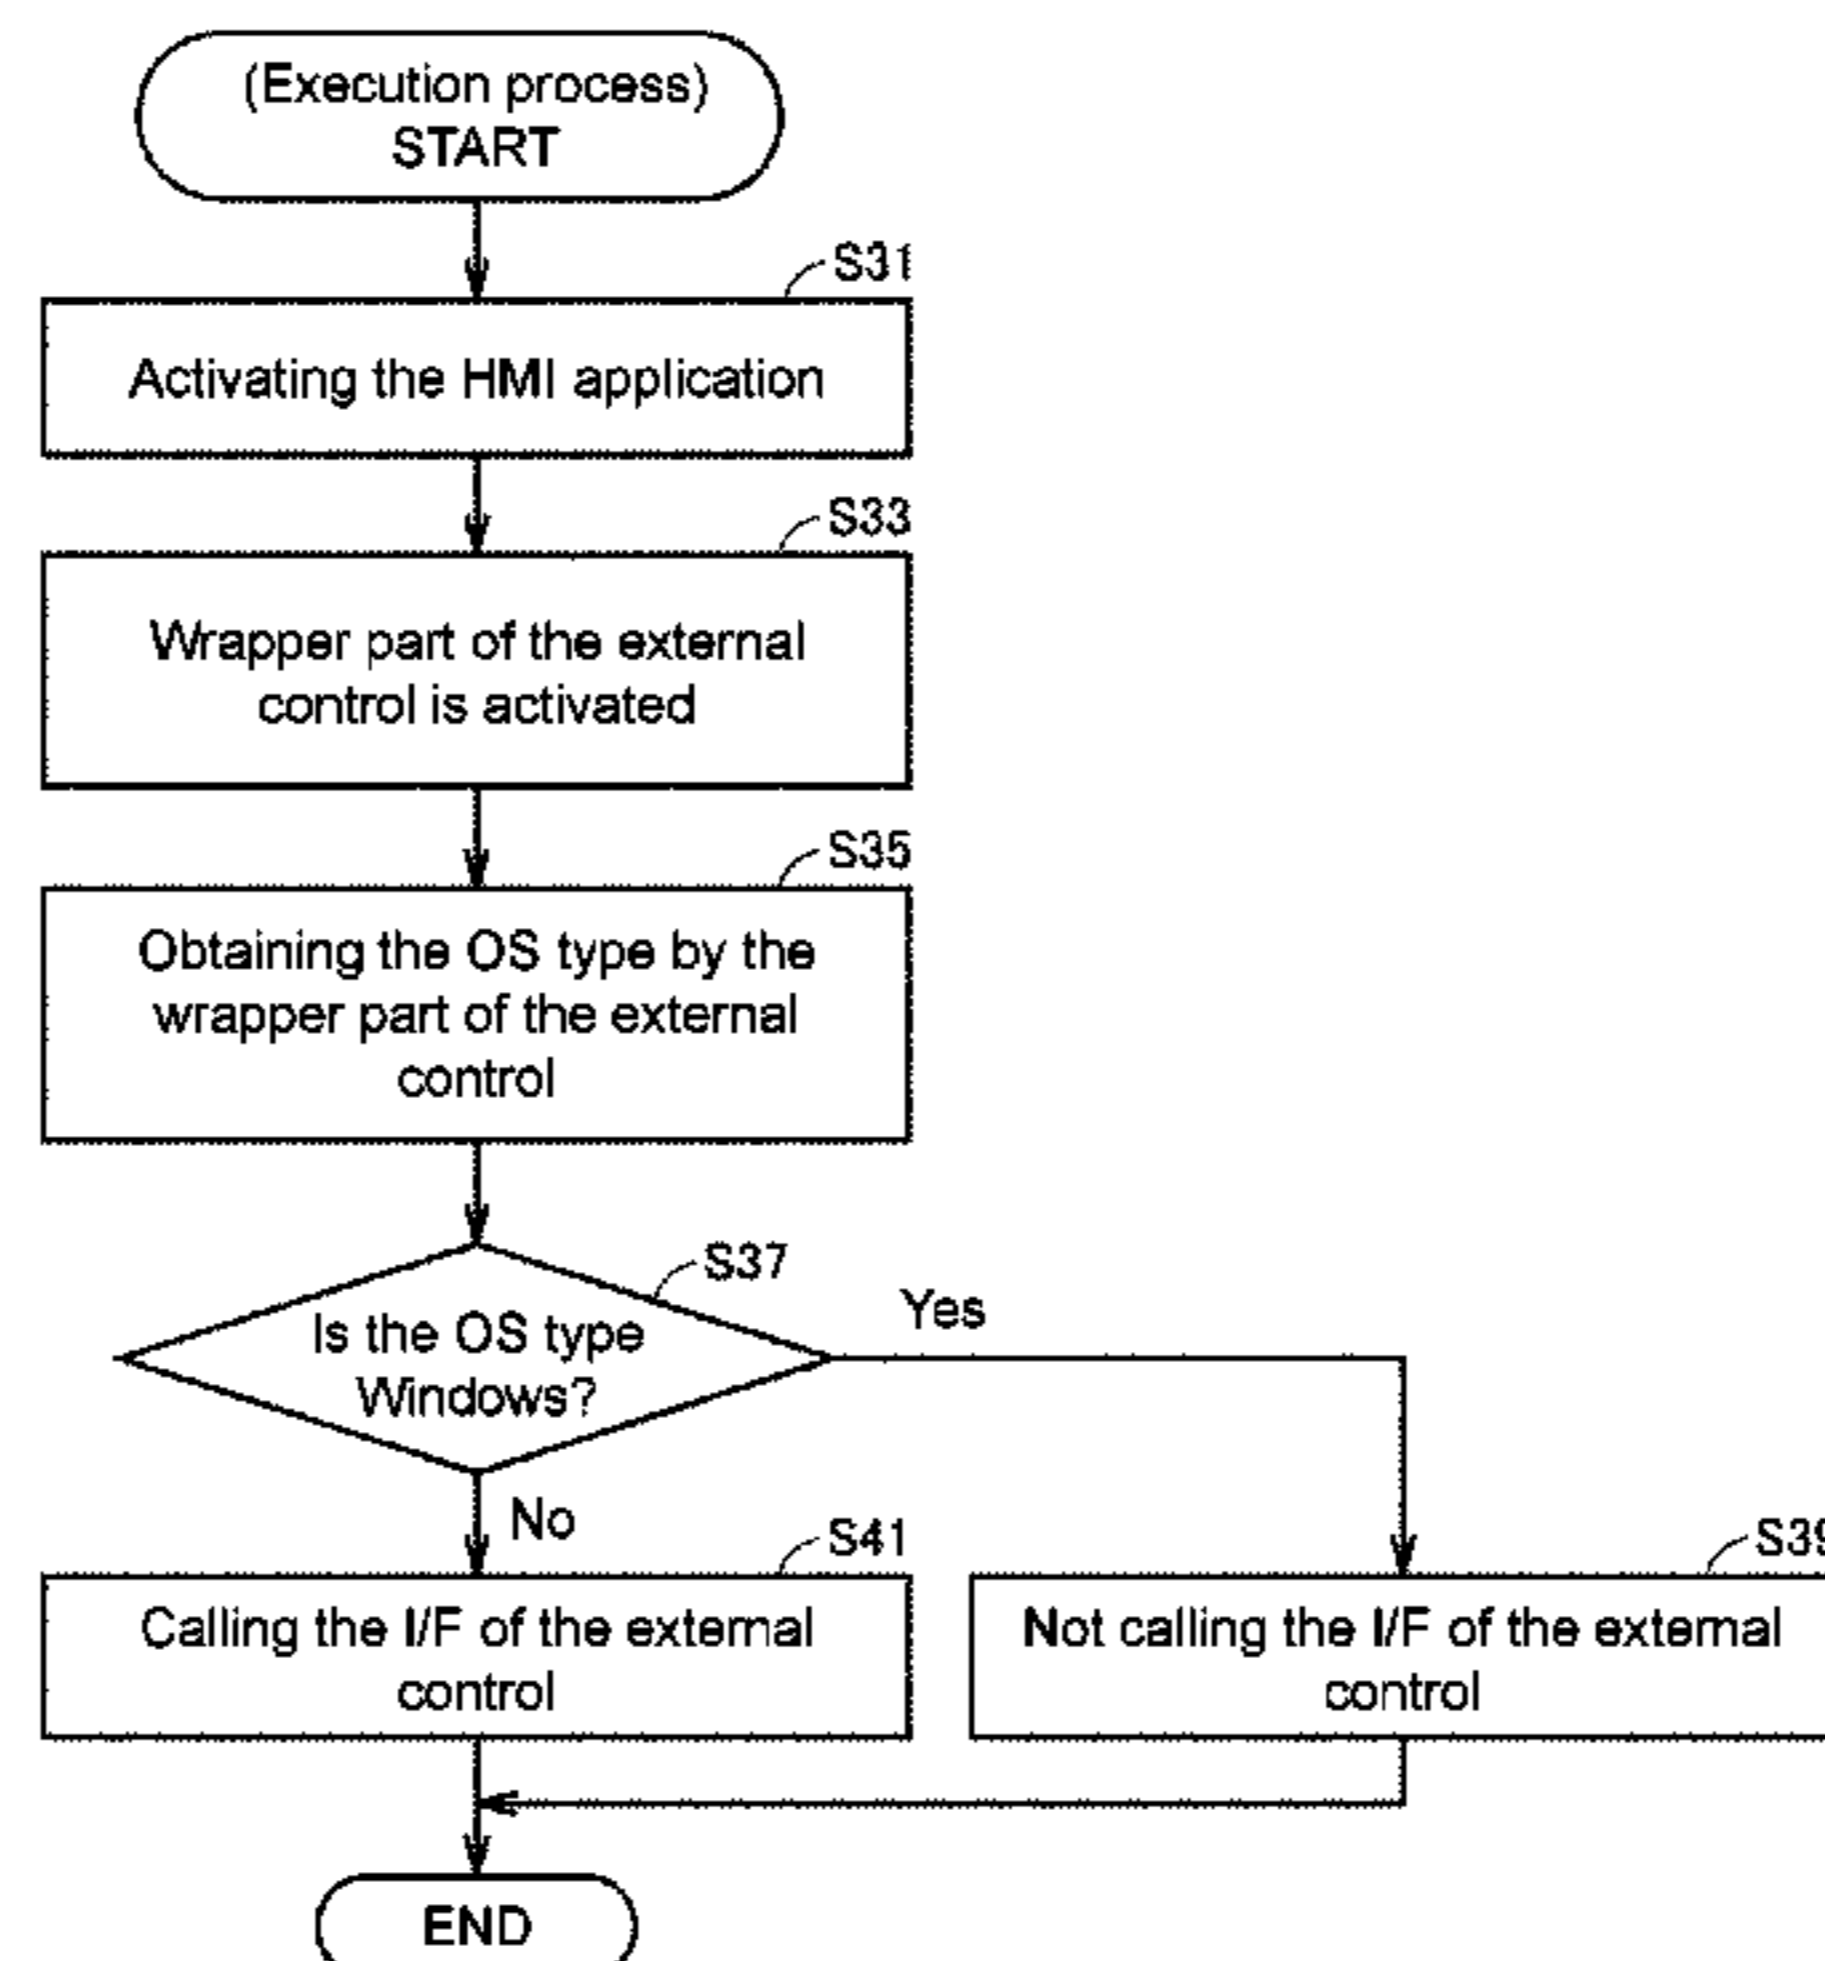 (Execution process)
START
S31
Activating the HMI application
S33
Wrapper part of the external
control is activated
S35
Obtaining the OS type by the
wrapper part of the external
control
S37
Is the OS type
Windows?
Yes
No
S41
Calling the I/F of the external
control
S39
Not calling the I/F of the external
control
END